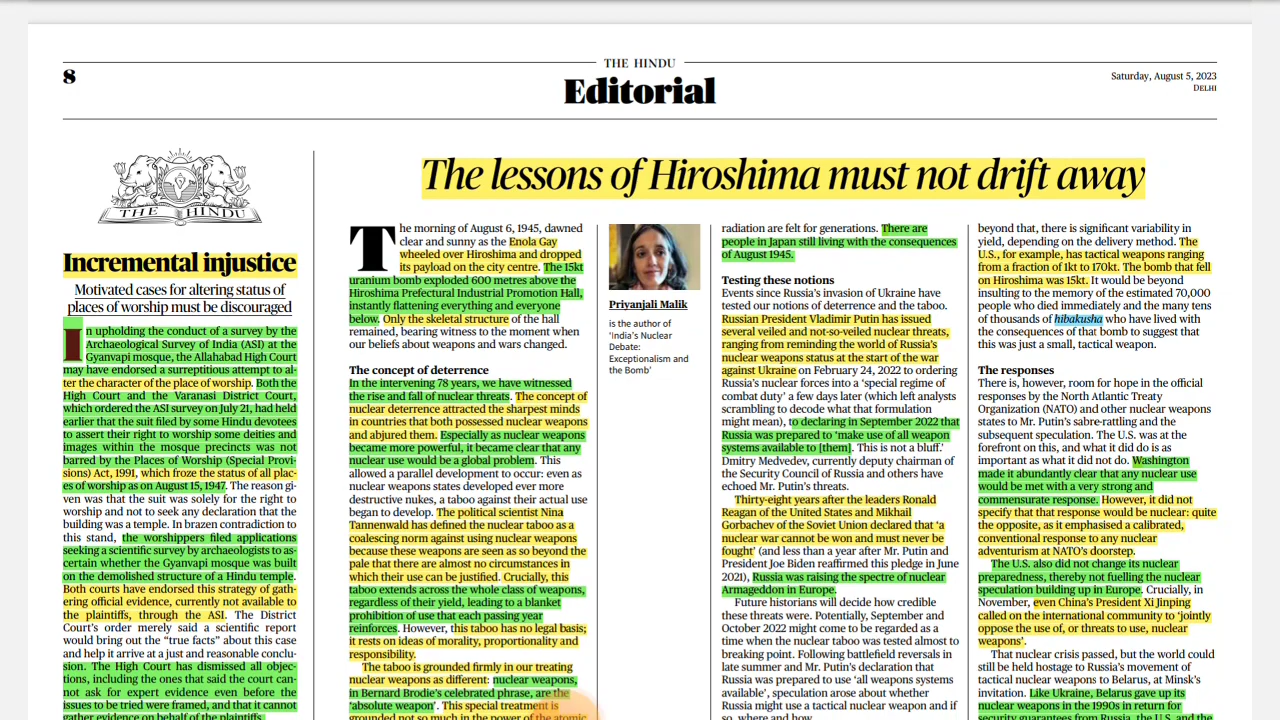 THE HINDU
8
Editorial
Saturday, August 5, 2023
DELHI
THE HINDU
Incremental injustice
Motivated cases for altering status of
places of worship must be discouraged
In upholding the conduct of a survey by the
Archaeological Survey of India (ASI) at the
Gyanvapi mosque, the Allahabad High Court
may have endorsed a surreptitious attempt to al-
ter the character of the place of worship. Both the
High Court and the Varanasi District Court,
which ordered the ASI survey on July 21, had held
earlier that the suit filed by some Hindu devotees
to assert their right to worship some deities and
images within the mosque precincts was not
barred by the Places of Worship (Special Provi-
sions) Act, 1991, which froze the status of all plac-
es of worship as on August 15, 1947. The reason gi-
ven was that the suit was solely for the right to
worship and not to seek any declaration that the
building was a temple. In brazen contradiction to
this stand, the worshippers filed applications
seeking a scientific survey by archaeologists to as-
certain whether the Gyanvapi mosque was built
on the demolished structure of a Hindu temple.
Both courts have endorsed this strategy of gath-
ering official evidence, currently not available to
the plaintiffs, through the ASI. The District
Court's order merely said a scientific report
would bring out the "true facts" about this case
and help it arrive at a just and reasonable conclu-
sion. The High Court has dismissed all objec-
tions, including the ones that said the court can-
not ask for expert evidence even before the
issues to be tried were framed, and that it cannot
gather evidence on behalf of the plaintiffs.
The lessons of Hiroshima must not drift away
The morning of August 6, 1945, dawned
clear and sunny as the Enola Gay
wheeled over Hiroshima and dropped
its payload on the city centre. The 15kt
uranium bomb exploded 600 metres above the
Hiroshima Prefectural Industrial Promotion Hall,
instantly flattening everything and everyone
below. Only the skeletal structure of the hall
remained, bearing witness to the moment when
our beliefs about weapons and wars changed.
The concept of deterrence
In the intervening 78 years, we have witnessed
the rise and fall of nuclear threats. The concept of
nuclear deterrence attracted the sharpest minds
in countries that both possessed nuclear weapons
and abjured them. Especially as nuclear weapons
became more powerful, it became clear that any
nuclear use would be a global problem. This
allowed a parallel development to occur: even as
nuclear weapons states developed ever more
destructive nukes, a taboo against their actual use
began to develop. The political scientist Nina
Tannenwald has defined the nuclear taboo as a
coalescing norm against using nuclear weapons
because these weapons are seen as so beyond the
pale that there are almost no circumstances in
which their use can be justified. Crucially, this
taboo extends across the whole class of weapons,
regardless of their yield, leading to a blanket
prohibition of use that each passing year
reinforces. However, this taboo has no legal basis;
it rests on ideas of morality, proportionality and
responsibility.
The taboo is grounded firmly in our treating
nuclear weapons as different: nuclear weapons,
in Bernard Brodie's celebrated phrase, are the
'absolute weapon'. This special treatment is
grounded not so much in the power of the atomic
Priyanjali Malik
is the author of
'India's Nuclear
Debate:
Exceptionalism and
the Bomb'
radiation are felt for generations. There are
people in Japan still living with the consequences
of August 1945.
Testing these notions
Events since Russia's invasion of Ukraine have
tested our notions of deterrence and the taboo.
Russian President Vladimir Putin has issued
several veiled and not-so-veiled nuclear threats,
ranging from reminding the world of Russia's
nuclear weapons status at the start of the war
against Ukraine on February 24, 2022 to ordering
Russia's nuclear forces into a 'special regime of
combat duty' a few days later (which left analysts
scrambling to decode what that formulation
might mean), to declaring in September 2022 that
Russia was prepared to 'make use of all weapon
systems available to [them]. This is not a bluff.'
Dmitry Medvedev, currently deputy chairman of
the Security Council of Russia and others have
echoed Mr. Putin's threats.
Thirty-eight years after the leaders Ronald
Reagan of the United States and Mikhail
Gorbachev of the Soviet Union declared that 'a
nuclear war cannot be won and must never be
fought' (and less than a year after Mr. Putin and
President Joe Biden reaffirmed this pledge in June
2021), Russia was raising the spectre of nuclear
Armageddon in Europe.
Future historians will decide how credible
these threats were. Potentially, September and
October 2022 might come to be regarded as a
time when the nuclear taboo was tested almost to
breaking point. Following battlefield reversals in
late summer and Mr. Putin's declaration that
Russia was prepared to use 'all weapons systems
available', speculation arose about whether
Russia might use a tactical nuclear weapon and if
so, where and how.
beyond that, there is significant variability in
yield, depending on the delivery method. The
U.S., for example, has tactical weapons ranging
from a fraction of 1kt to 170kt. The bomb that fell
on Hiroshima was 15kt. It would be beyond
insulting to the memory of the estimated 70,000
people who died immediately and the many tens
of thousands of hibakusha who have lived with
the consequences of that bomb to suggest that
this was just a small, tactical weapon.
The responses
There is, however, room for hope in the official
responses by the North Atlantic Treaty
Organization (NATO) and other nuclear weapons
states to Mr. Putin's sabre-rattling and the
subsequent speculation. The U.S. was at the
forefront on this, and what it did do is as
important as what it did not do. Washington
made it abundantly clear that any nuclear use
would be met with a very strong and
commensurate response. However, it did not
specify that that response would be nuclear: quite
the opposite, as it emphasised a calibrated,
conventional response to any nuclear
adventurism at NATO's doorstep.
The U.S. also did not change its nuclear
preparedness, thereby not fuelling the nuclear
speculation building up in Europe. Crucially, in
November, even China's President Xi Jinping
called on the international community to 'jointly
oppose the use of, or threats to use, nuclear
weapons'.
That nuclear crisis passed, but the world could
still be held hostage to Russia's movement of
tactical nuclear weapons to Belarus, at Minsk's
invitation. Like Ukraine, Belarus gave up its
nuclear weapons in the 1990s in return for
security guarantees from Russia, the U.S. and the